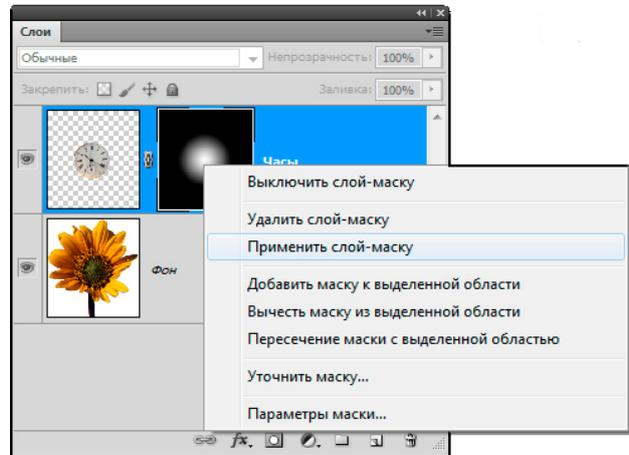 Слои
Обычные
Непрозрачность: 100%
Закрепить:
Заливка: 100%
Часы
Выключить слой-маску
Удалить слой-маску
Применить слой-маску
Фон
Добавить маску к выделенной области
Вычесть маску из выделенной области
Пересечение маски с выделенной областью
Уточнить маску...
Параметры маски...
fx.